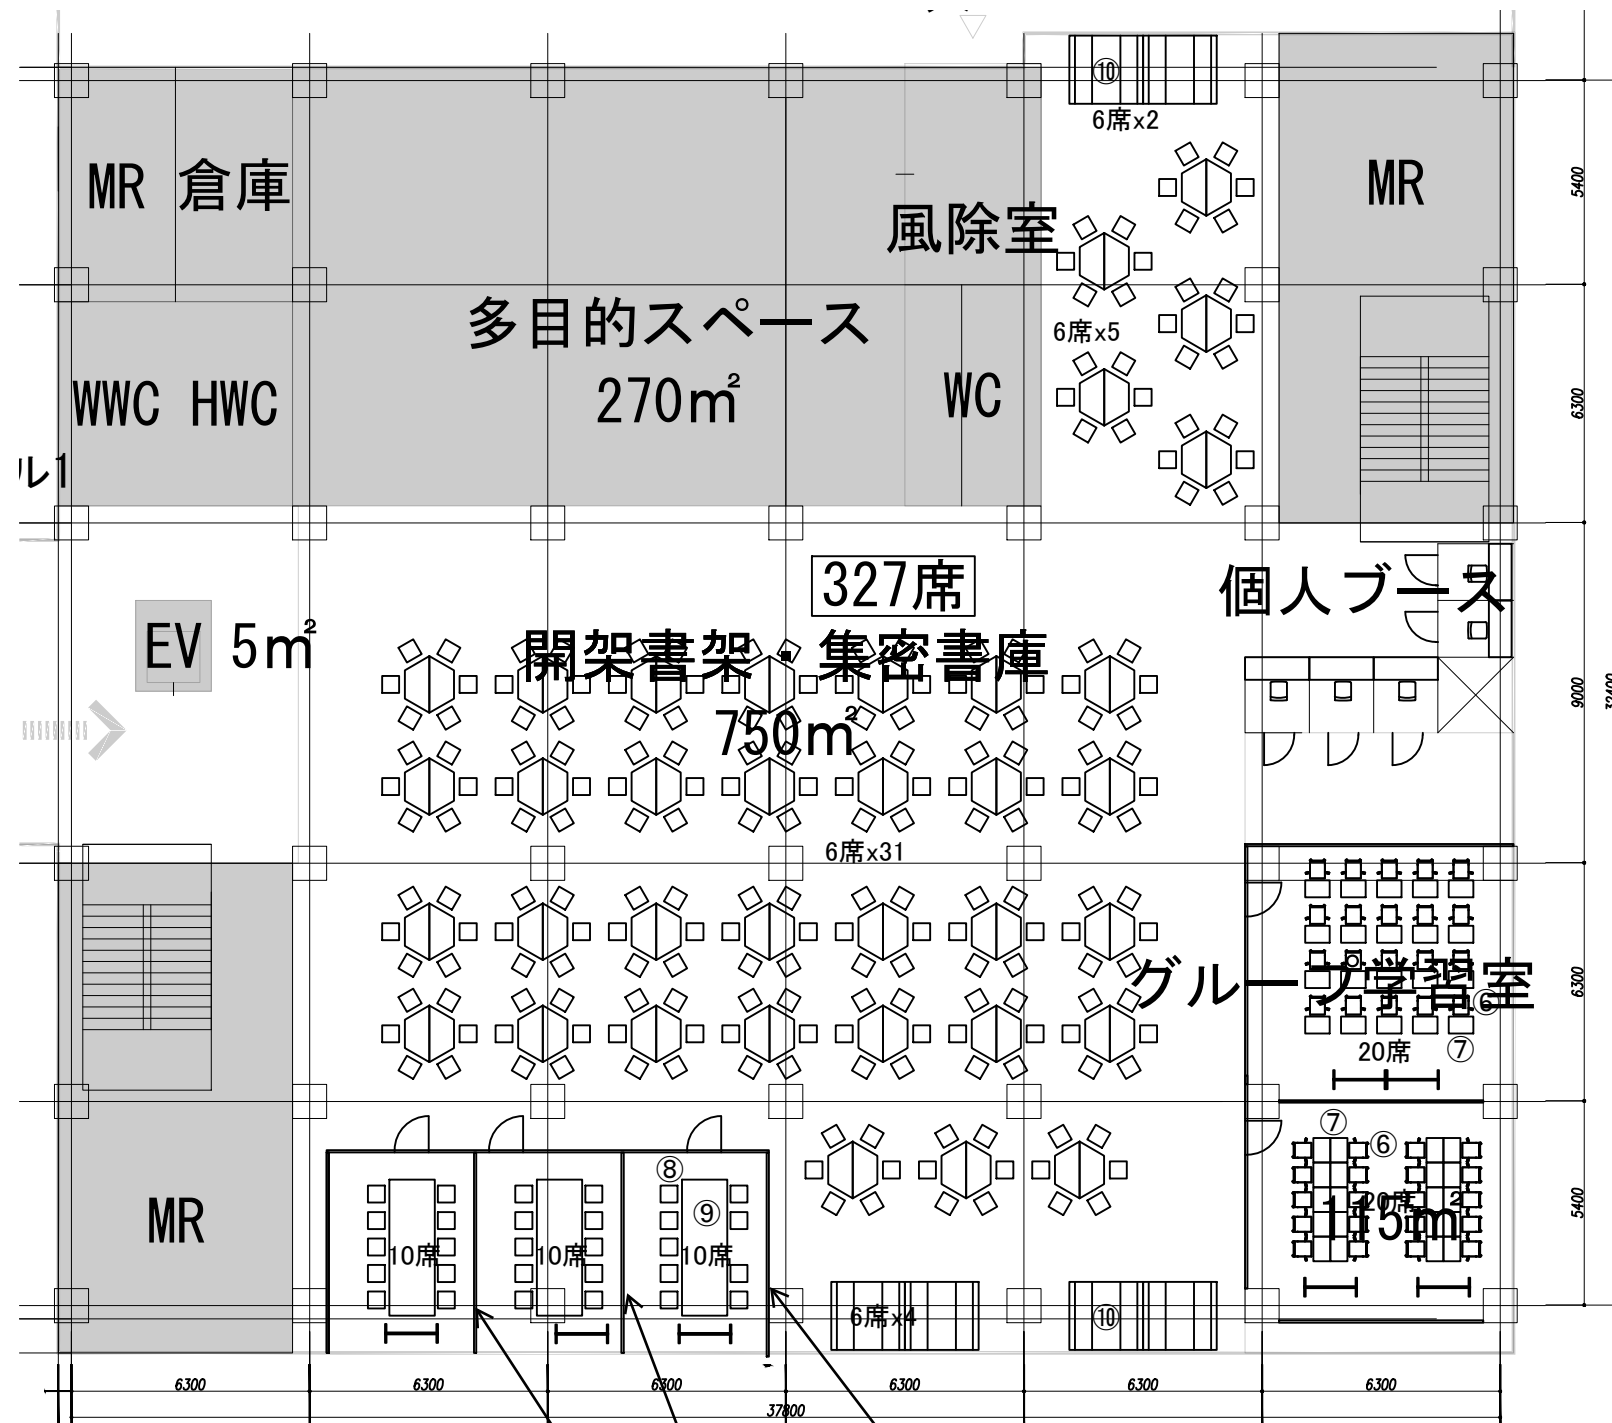 ⑩
6席x2
MR 倉庫
MR
風除室
多目的スペース
270㎡
6席x5
WWC HWC
WC
ル1
327席
個人ブース
EV 5㎡
開架書架・集密書庫
750㎡
6席x31
グループ学習室
⑥
20席
⑦
⑦
⑥
20席
115㎡
MR
⑧
⑨
10席
10席
10席
6席x4
⑩
5400
6300
9000
6300
5400
6300
6300
6300
6300
6300
6300
37800